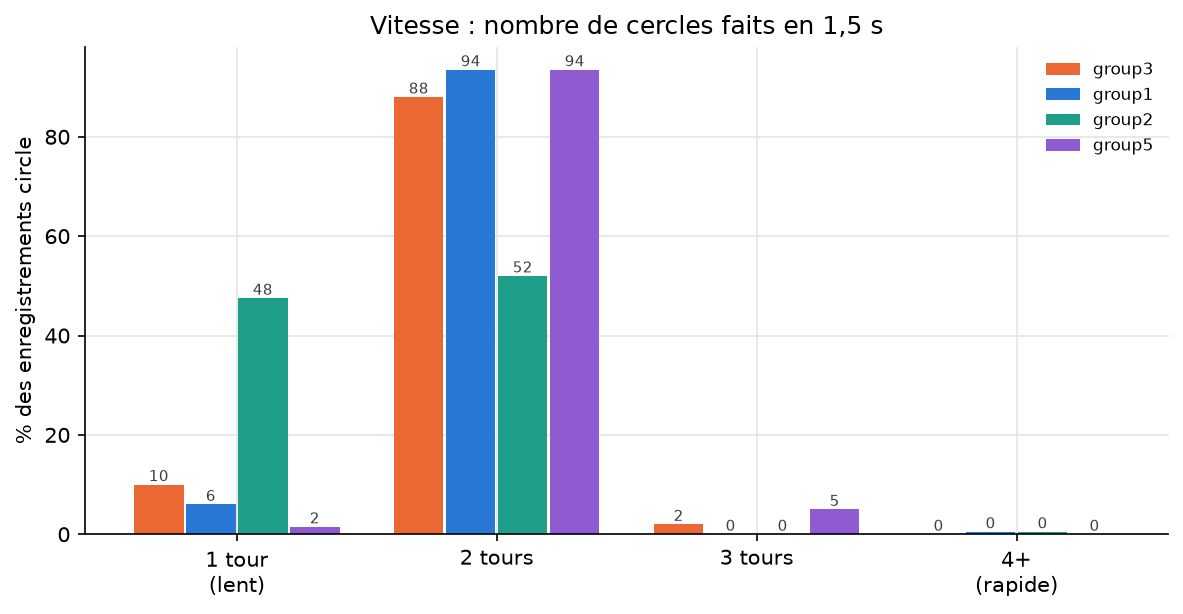 Vitesse : nombre de cercles faits en 1,5 s
group3
group1
group2
group5
% des enregistrements circle
80
60
40
20
0
10
6
48
2
88
94
52
94
2
0
0
5
0
0
0
0
1 tour
(lent)
2 tours
3 tours
4+
(rapide)